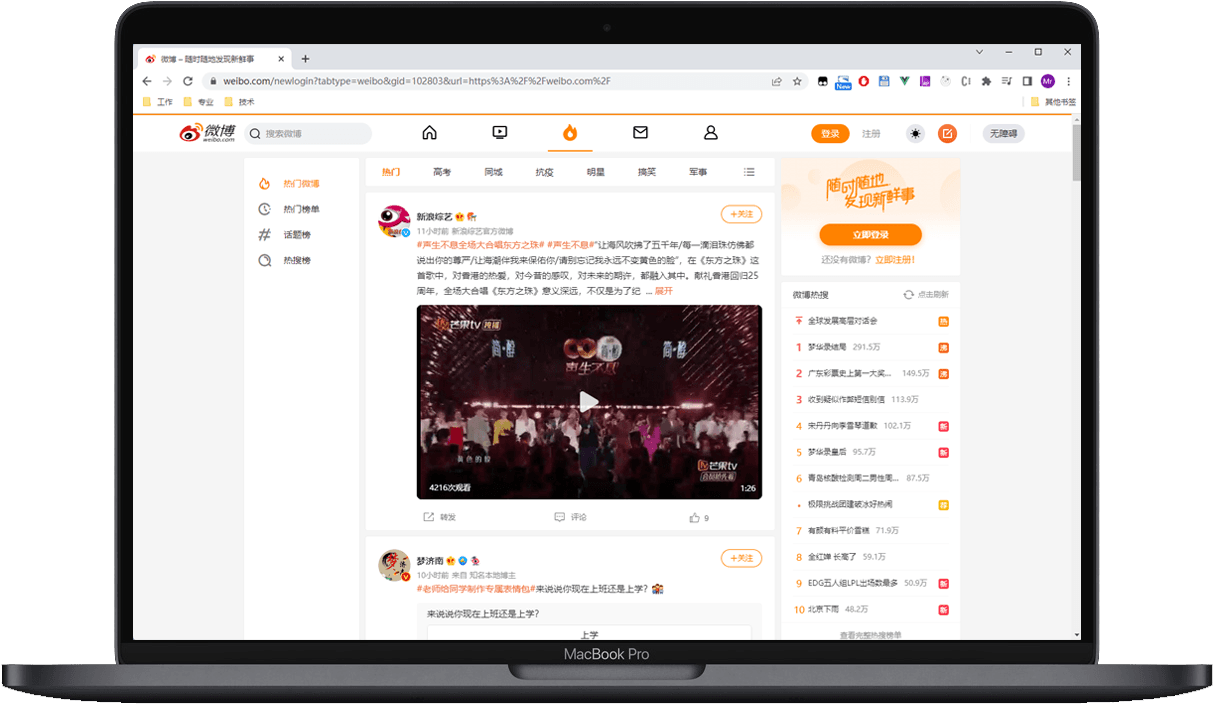 微博 – 随时随地发现新鲜事
weibo.com/newlogin?tabtype=weibo&gid=102803&url=https%3A%2F%2Fweibo.com%2F
New
Mr
工作
专业
技术
其他书签
微博
weibo.com
搜索微博
登录
注册
无障碍
热门微博
热门榜单
话题榜
热搜榜
热门
高考
同城
抗疫
明星
搞笑
军事
新浪综艺
+关注
11小时前 新浪综艺官方微博
#声生不息全场大合唱东方之珠# #声生不息#“让海风吹拂了五千年/每一滴泪珠仿佛都
说出你的尊严/让海潮伴我来保佑你/请别忘记我永远不变黄色的脸”，在《东方之珠》这
首歌中，对香港的热爱，对今昔的感叹，对未来的期许，都融入其中。献礼香港回归25
周年，全场大合唱《东方之珠》意义深远，不仅是为了纪 ... 展开
芒果tv
简·醇
声生不息
简·醇
黄色的脸
芒果tv
4216次观看
1:26
转发
评论
9
梦济南
+关注
10小时前 来自 知名本地博主
#老师给同学制作专属表情包#来说说你现在上班还是上学？
来说说你现在上班还是上学？
上学
随时随地
发现新鲜事
立即登录
还没有微博？立即注册！
微博热搜
点击刷新
全球发展高层对话会 热
1 梦华录结局 291.5万 沸
2 广东彩票史上第一大奖... 149.5万 沸
3 收到疑似作弊短信别信 113.9万
4 宋丹丹向李雪琴道歉 102.1万 新
5 梦华录皇后 95.7万 新
6 青岛核酸检测周二男性周... 87.5万
极限挑战团建破冰好热闹 荐
7 有颜有料平价雪糕 71.9万
8 金红婵 长高了 59.1万
9 EDG五人组LPL出场数最多 50.9万 新
10 北京下雨 48.2万 新
查看完整热搜榜单
MacBook Pro